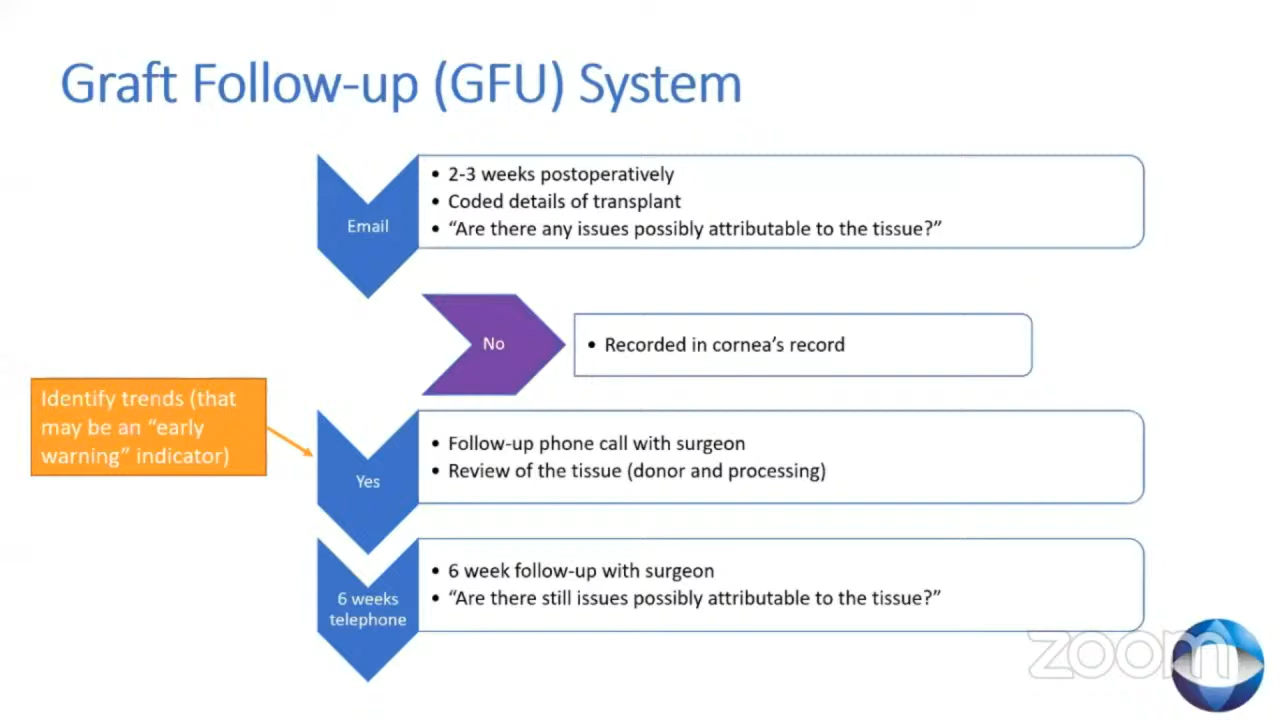 Graft Follow-up (GFU) System
• 2-3 weeks postoperatively
• Coded details of transplant
• “Are there any issues possibly attributable to the tissue?”
Email
No
• Recorded in cornea’s record
Identify trends (that
may be an “early
warning” indicator)
• Follow-up phone call with surgeon
• Review of the tissue (donor and processing)
Yes
• 6 week follow-up with surgeon
• “Are there still issues possibly attributable to the tissue?”
6 weeks
telephone
zoom